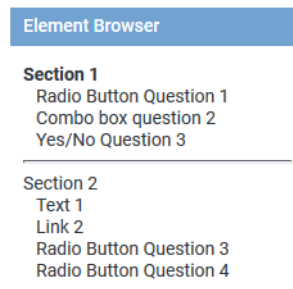 Element Browser
Section 1
Radio Button Question 1
Combo box question 2
Yes/No Question 3
Section 2
Text 1
Link 2
Radio Button Question 3
Radio Button Question 4